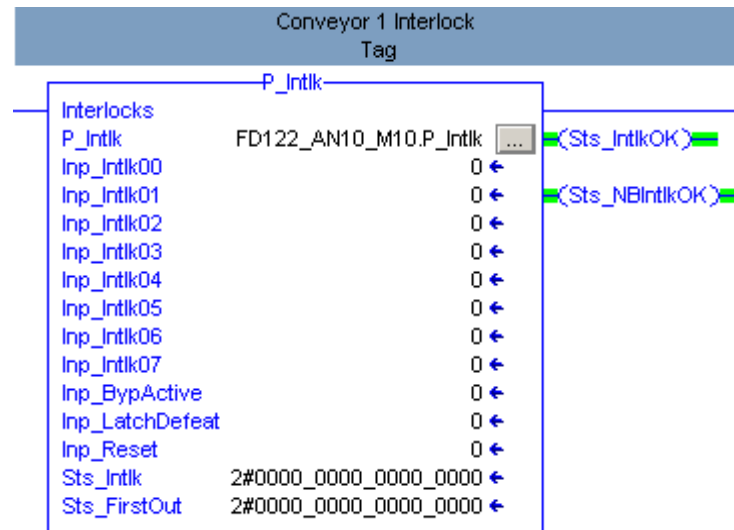 Conveyor 1 Interlock
Tag
P_Intlk
Interlocks
P_Intlk FD122_AN10_M10.P_Intlk ... (Sts_IntlkOK)
Inp_Intlk00 0
Inp_Intlk01 0 (Sts_NBIntlkOK)
Inp_Intlk02 0
Inp_Intlk03 0
Inp_Intlk04 0
Inp_Intlk05 0
Inp_Intlk06 0
Inp_Intlk07 0
Inp_BypActive 0
Inp_LatchDefeat 0
Inp_Reset 0
Sts_Intlk 2#0000_0000_0000_0000
Sts_FirstOut 2#0000_0000_0000_0000